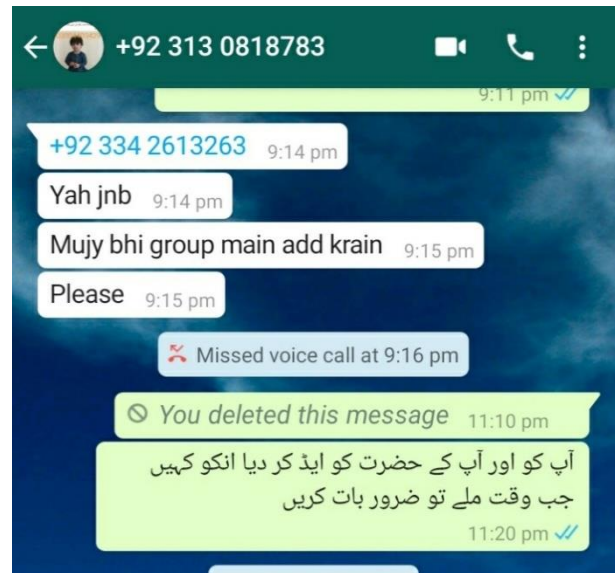 +92 313 0818783
9:11 pm
+92 334 2613263 9:14 pm
Yah jnb 9:14 pm
Mujy bhi group main add krain 9:15 pm
Please 9:15 pm
Missed voice call at 9:16 pm
You deleted this message 11:10 pm
آپ کو اور آپ کے حضرت کو ایڈ کر دیا انکو کہیں
جب وقت ملے تو ضرور بات کریں
11:20 pm